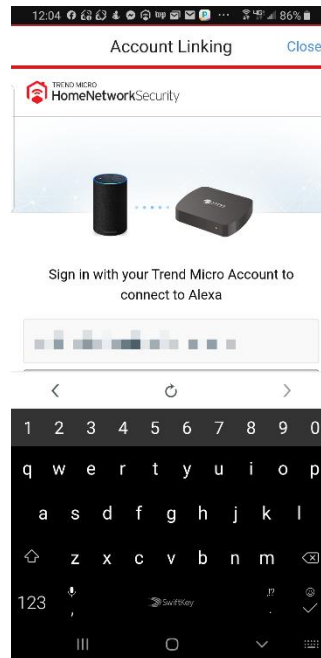 12:04 86%
Account Linking Close
TREND MICRO
HomeNetworkSecurity
Sign in with your Trend Micro Account to
connect to Alexa
1 2 3 4 5 6 7 8 9 0
q w e r t y u i o p
a s d f g h j k l
z x c v b n m
123 , SwiftKey .